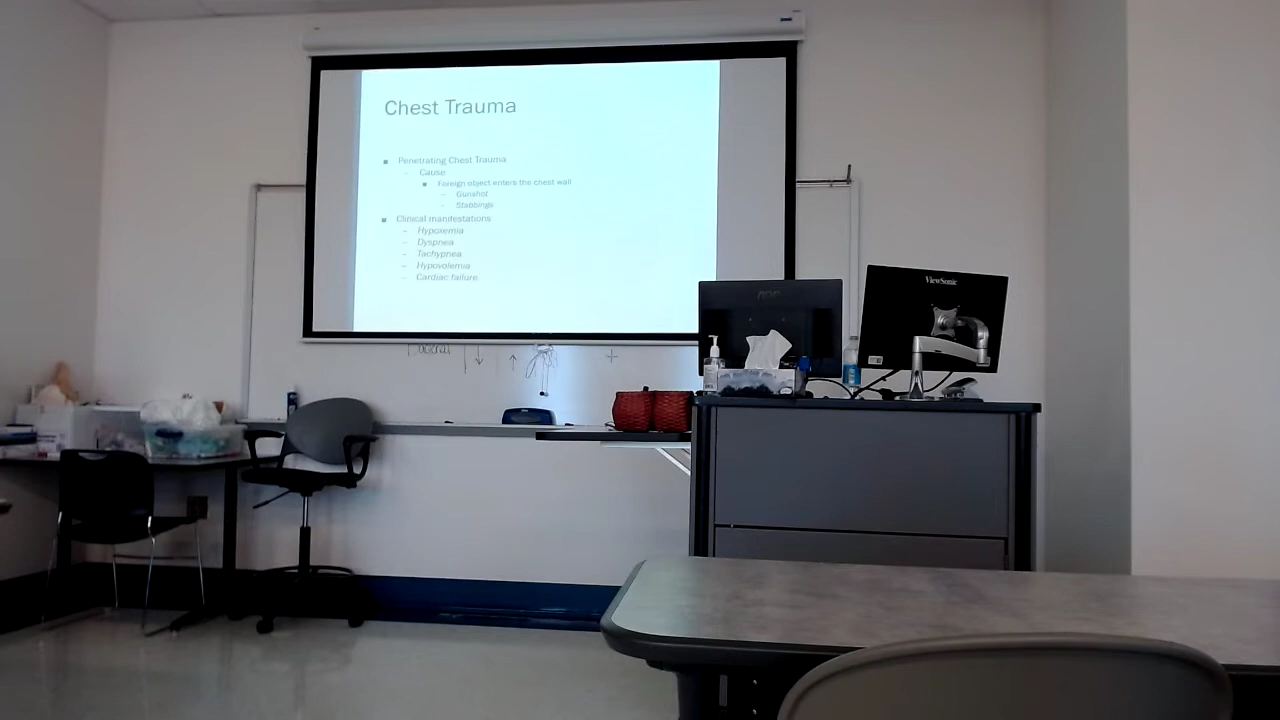 Chest Trauma
■ Penetrating Chest Trauma
– Cause
■ Foreign object enters the chest wall
– Gunshot
– Stabbings
■ Clinical manifestations
– Hypoxemia
– Dyspnea
– Tachypnea
– Hypovolemia
– Cardiac failure
AOC
ViewSonic